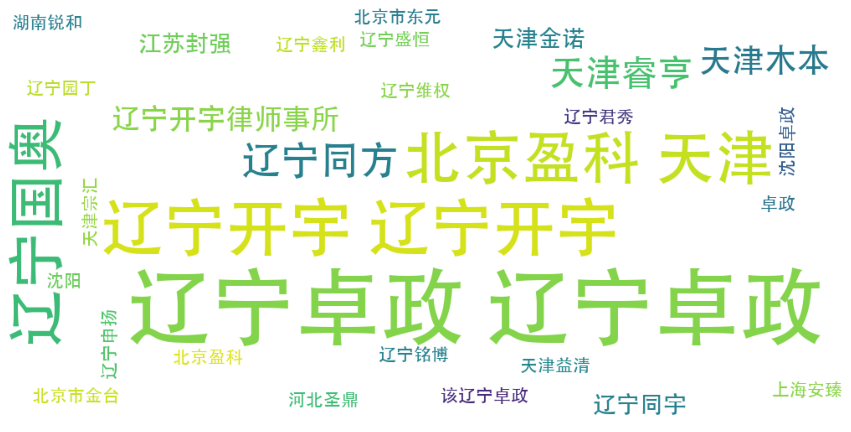 湖南锐和
北京市东元
江苏封强
辽宁鑫利
辽宁盛恒
天津金诺
天津木本
天津睿亨
辽宁园丁
辽宁维权
辽宁开宇律师事所
辽宁君秀
沈阳卓政
辽宁国奥
辽宁同方
北京盈科
天津
天津宗汇
辽宁开宇
辽宁开宇
卓政
沈阳
辽宁卓政
辽宁卓政
辽宁申扬
北京盈科
辽宁铭博
天津益清
北京市金台
河北圣鼎
该辽宁卓政
辽宁同宇
上海安臻